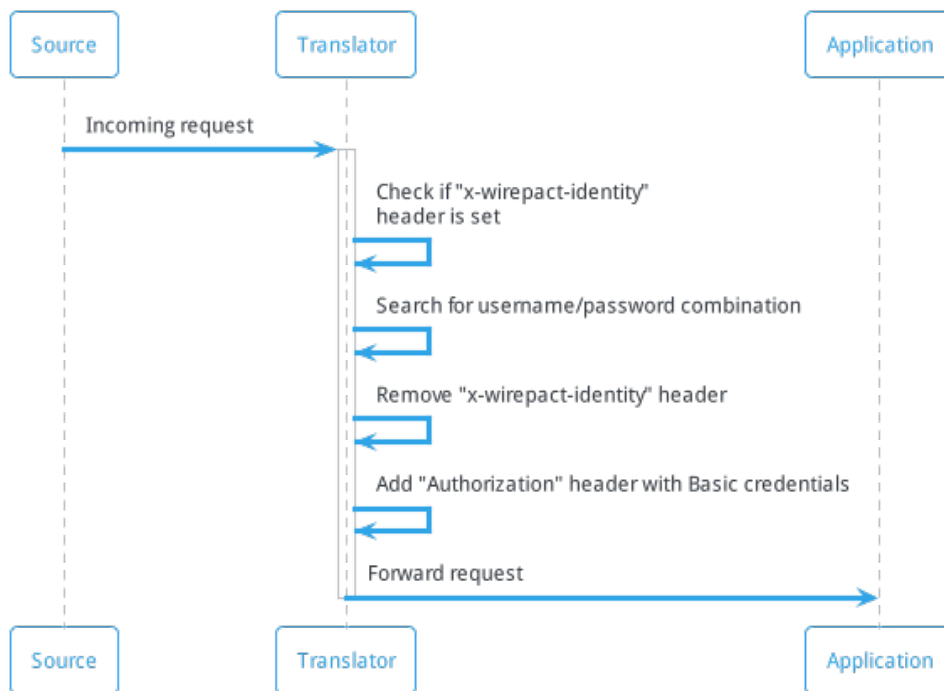 Source
Translator
Application
Incoming request
Check if "x-wirepact-identity"
header is set
Search for username/password combination
Remove "x-wirepact-identity" header
Add "Authorization" header with Basic credentials
Forward request
Source
Translator
Application